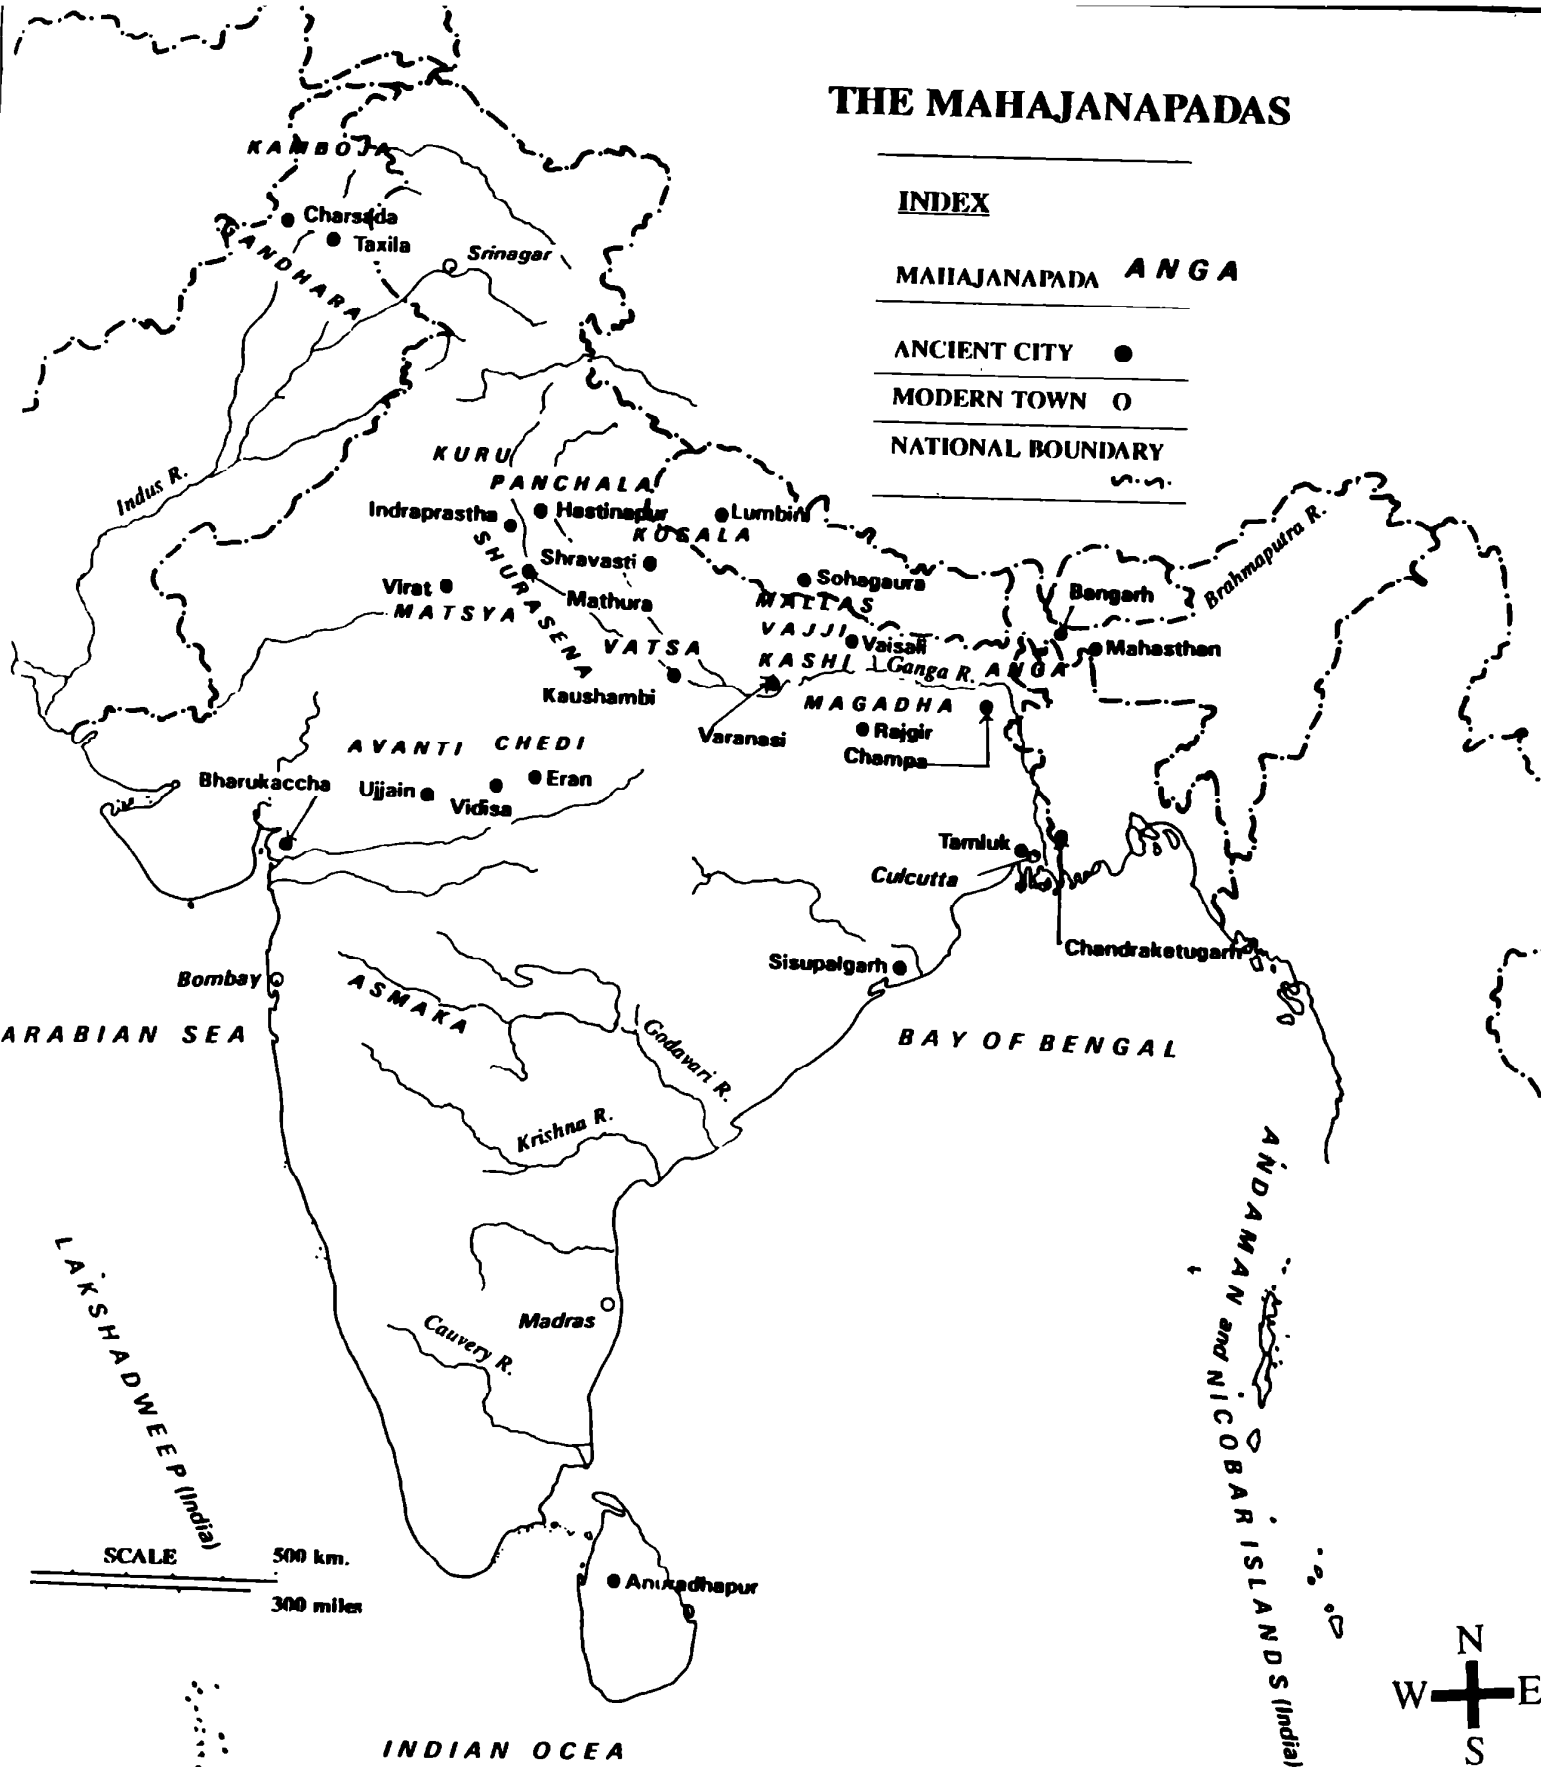 THE MAHAJANAPADAS
INDEX
MAHAJANAPADA ANGA
ANCIENT CITY
MODERN TOWN
NATIONAL BOUNDARY
KAMBOJA
Charsada
Taxila
GANDHARA
Srinagar
Indus R.
KURU
PANCHALA
Indraprastha
Hastinapur
Lumbini
KOSALA
SHURASENA
Shravasti
Sohagaura
Virat
Mathura
MATSYA
MALLAS
Bangarh
Brahmaputra R.
VATSA
VAJJI
Vaisali
Mahasthan
KASHI
Ganga R.
ANGA
Kaushambi
MAGADHA
Varanasi
Rajgir
Champa
AVANTI
CHEDI
Bharukaccha
Ujjain
Vidisa
Eran
Tamluk
Culcutta
Chandraketugarh
Sisupalgarh
Bombay
ASMAKA
ARABIAN SEA
BAY OF BENGAL
Godavari R.
Krishna R.
ANDAMAN and NICOBAR ISLANDS (India)
LAKSHADWEEP (India)
Madras
Cauvery R.
SCALE
500 km.
300 miles
Anuradhapur
N
W
E
S
INDIAN OCEA